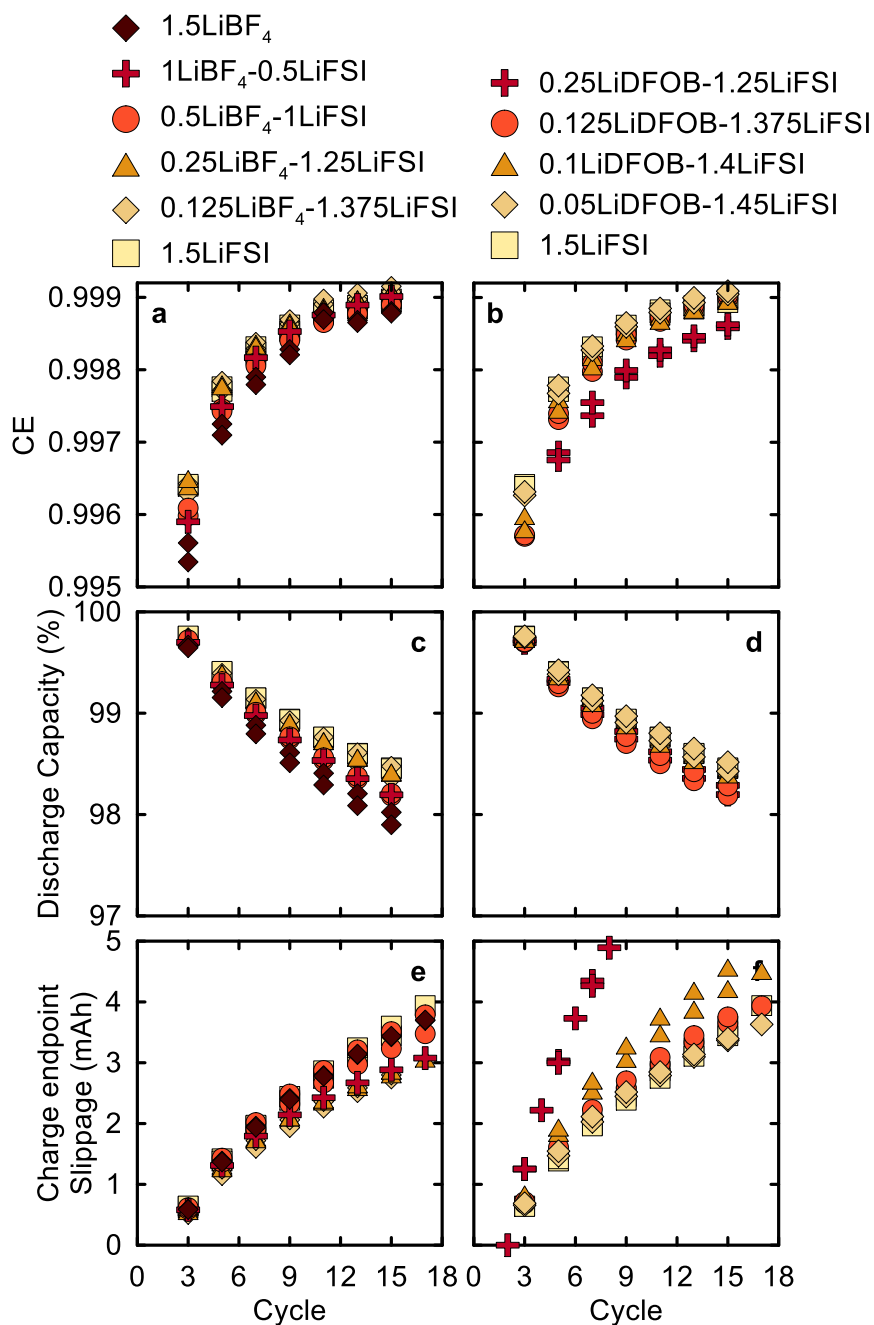 1.5LiBF₄
1LiBF₄-0.5LiFSI
0.5LiBF₄-1LiFSI
0.25LiBF₄-1.25LiFSI
0.125LiBF₄-1.375LiFSI
1.5LiFSI
0.25LiDFOB-1.25LiFSI
0.125LiDFOB-1.375LiFSI
0.1LiDFOB-1.4LiFSI
0.05LiDFOB-1.45LiFSI
1.5LiFSI
a
b
CE
0.999
0.998
0.997
0.996
0.995
c
d
Discharge Capacity (%)
100
99
98
97
e
f
Charge endpoint
Slippage (mAh)
5
4
3
2
1
0
0 3 6 9 12 15 18
0 3 6 9 12 15 18
Cycle
Cycle